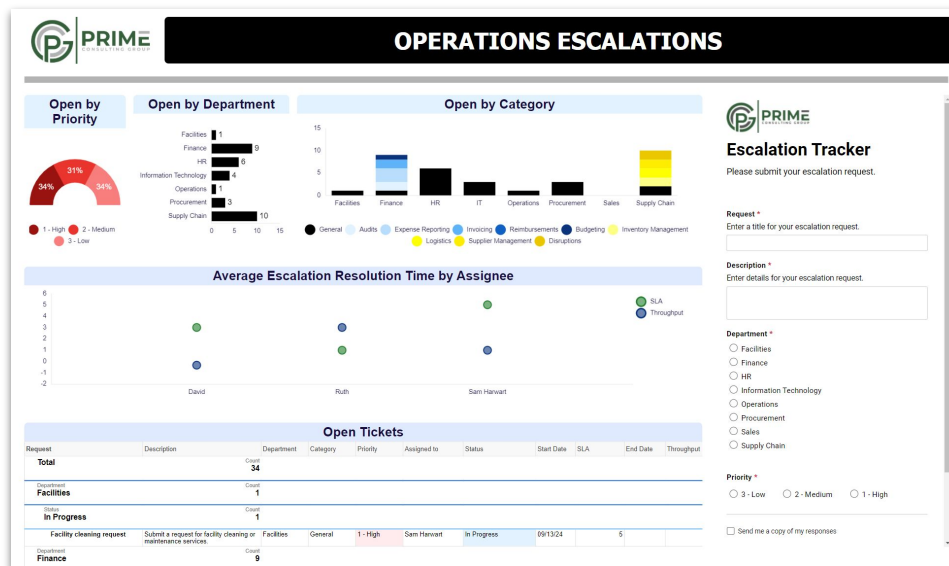 PRIME
CONSULTING GROUP
OPERATIONS ESCALATIONS
Open by
Priority
34%
31%
34%
1 - High
2 - Medium
3 - Low
Open by Department
Facilities 1
Finance 9
HR 6
Information Technology 4
Operations 1
Procurement 3
Supply Chain 10
0 5 10 15
Open by Category
15
10
5
0
Facilities Finance HR IT Operations Procurement Sales Supply Chain
General Audits Expense Reporting Invoicing Reimbursements Budgeting Inventory Management
Logistics Supplier Management Disruptions
Average Escalation Resolution Time by Assignee
6
5
4
3
2
1
0
-1
-2
David Ruth Sam Harwart
SLA
Throughput
Open Tickets
Request Description Department Category Priority Assigned to Status Start Date SLA End Date Throughput
Total Count
34
Department Count
Facilities 1
Status Count
In Progress 1
Facility cleaning request Submit a request for facility cleaning or Facilities General 1 - High Sam Harwart In Progress 09/13/24 5
maintenance services.
Department Count
Finance 9
PRIME
CONSULTING GROUP
Escalation Tracker
Please submit your escalation request.
Request *
Enter a title for your escalation request.
Description *
Enter details for your escalation request.
Department *
Facilities
Finance
HR
Information Technology
Operations
Procurement
Sales
Supply Chain
Priority *
3 - Low 2 - Medium 1 - High
Send me a copy of my responses